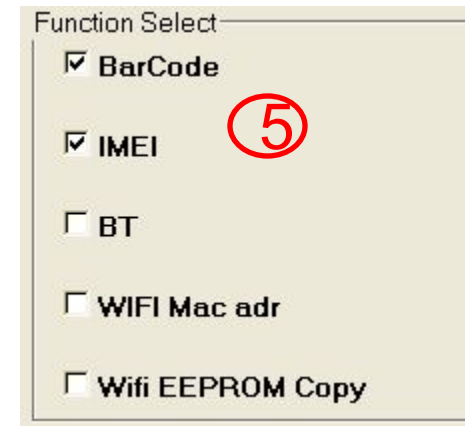 Function Select
BarCode
5
IMEI
BT
WIFI Mac adr
Wifi EEPROM Copy